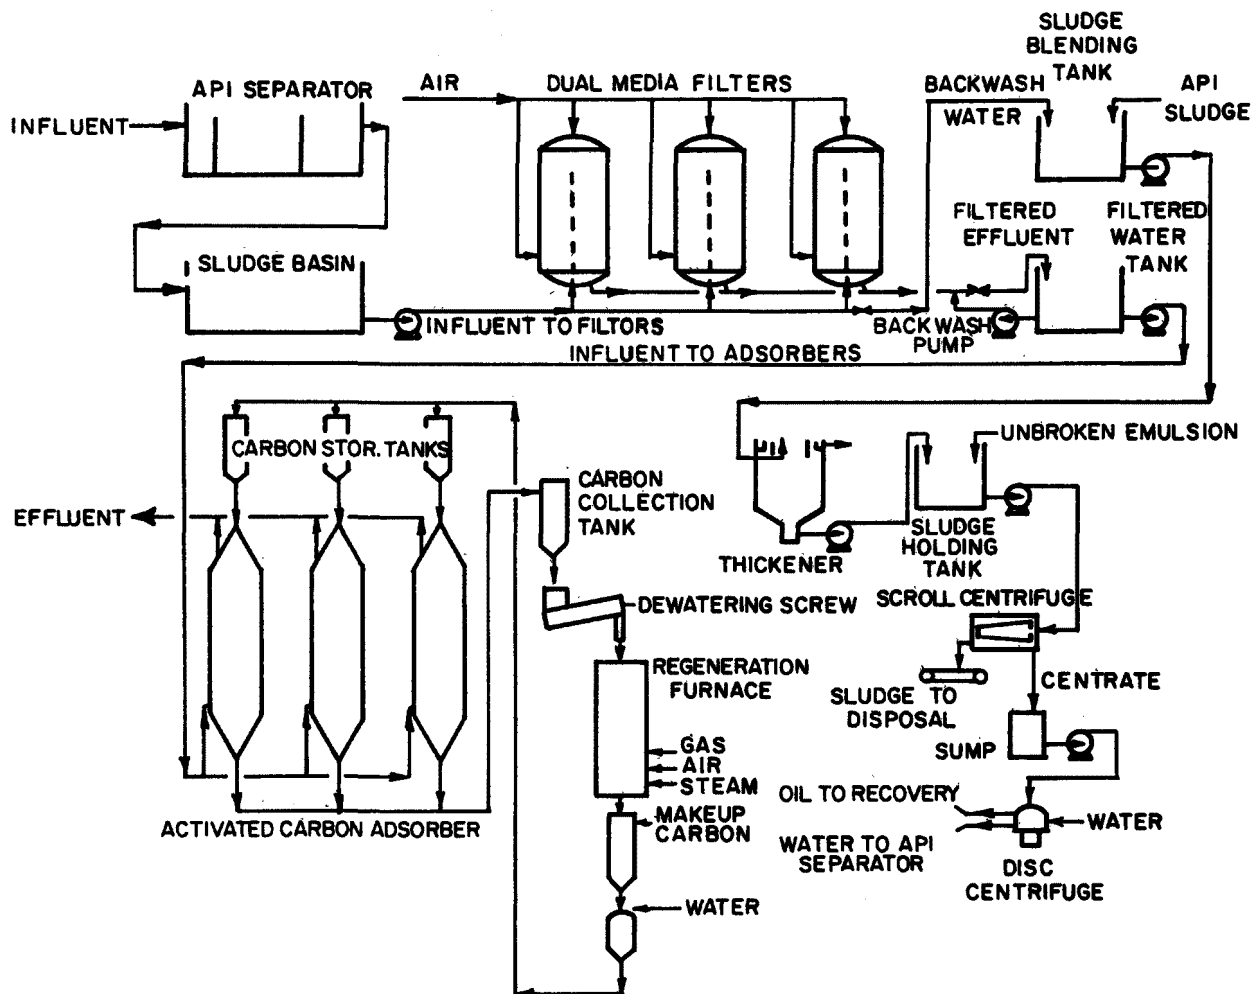 SLUDGE
BLENDING
TANK
API SEPARATOR
AIR
DUAL MEDIA FILTERS
BACKWASH
WATER
API
SLUDGE
INFLUENT
FILTERED
EFFLUENT
FILTERED
WATER
TANK
SLUDGE BASIN
INFLUENT TO FILTORS
BACKWASH
PUMP
INFLUENT TO ADSORBERS
CARBON STOR. TANKS
UNBROKEN EMULSION
CARBON
COLLECTION
TANK
EFFLUENT
THICKENER
SLUDGE
HOLDING
TANK
DEWATERING SCREW
SCROLL CENTRIFUGE
REGENERATION
FURNACE
SLUDGE TO
DISPOSAL
CENTRATE
SUMP
GAS
AIR
STEAM
OIL TO RECOVERY
MAKEUP
CARBON
ACTIVATED CARBON ADSORBER
WATER
WATER TO API
SEPARATOR
DISC
CENTRIFUGE
WATER